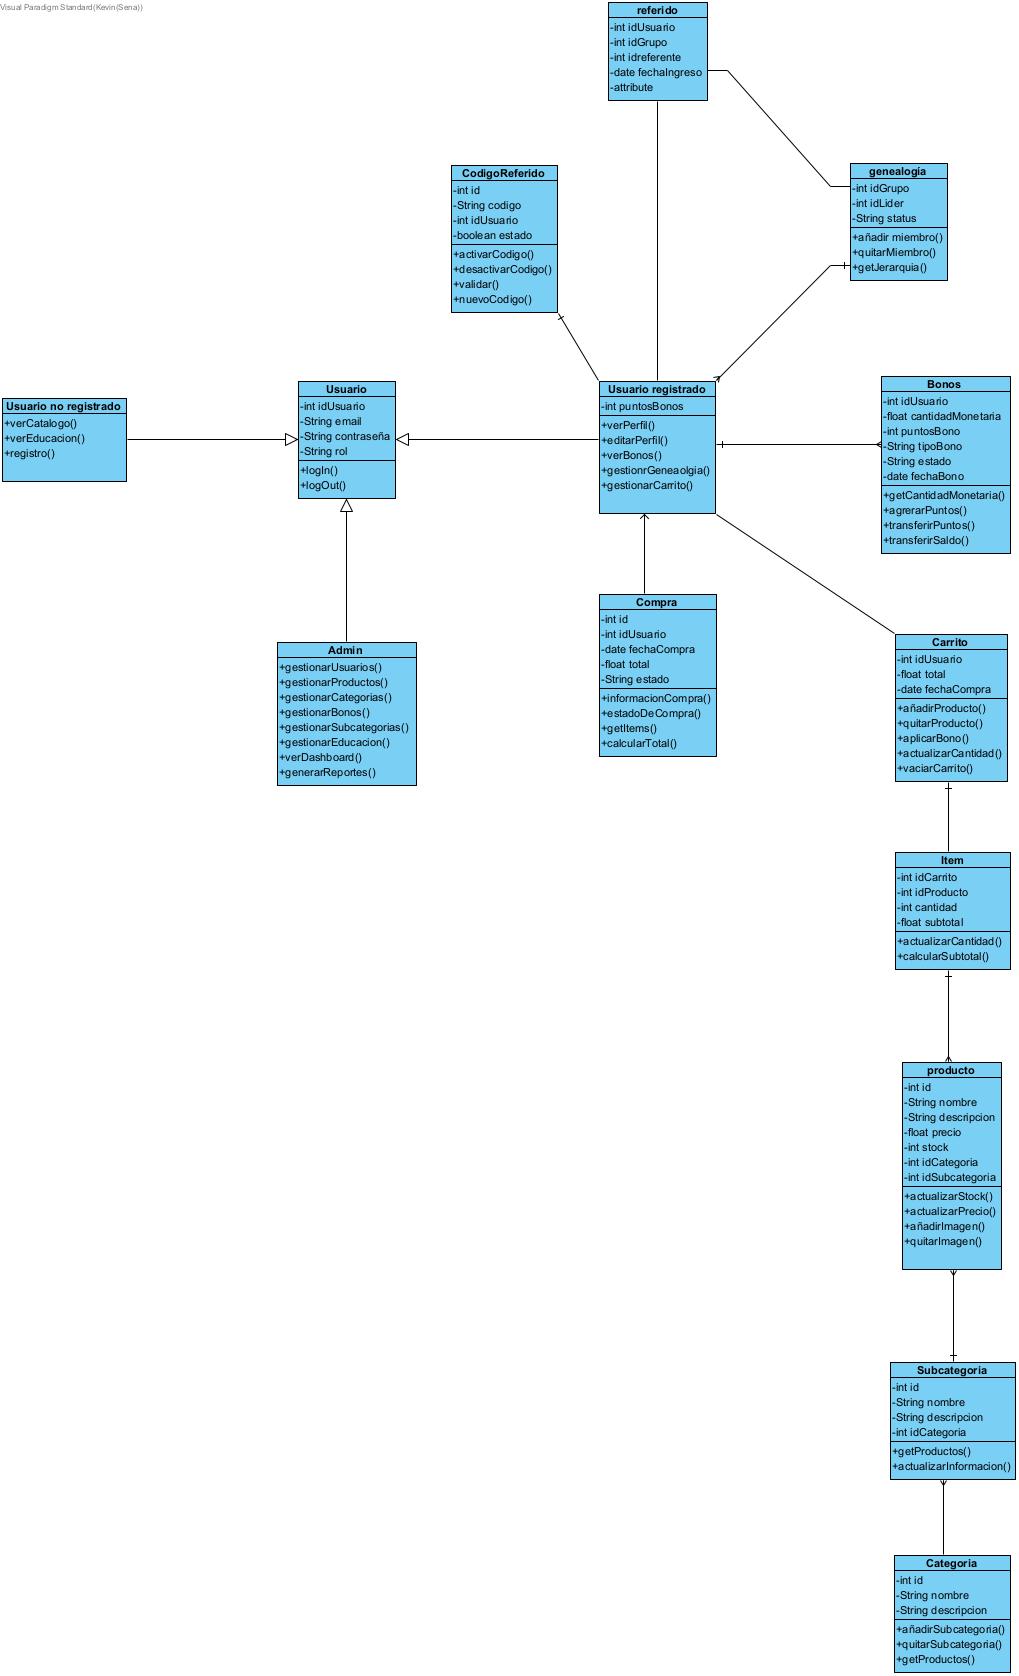 Visual Paradigm Standard(Kevin(Sena))
referido
-int idUsuario
-int idGrupo
-int idreferente
-date fechaIngreso
-attribute
CodigoReferido
-int id
-String codigo
-int idUsuario
-boolean estado
+activarCodigo()
+desactivarCodigo()
+validar()
+nuevoCodigo()
genealogía
-int idGrupo
-int idLider
-String status
+añadir miembro()
+quitarMiembro()
+getJerarquia()
Usuario no registrado
+verCatalogo()
+verEducacion()
+registro()
Usuario
-int idUsuario
-String email
-String contraseña
-String rol
+logIn()
+logOut()
Usuario registrado
-int puntosBonos
+verPerfil()
+editarPerfil()
+verBonos()
+gestionrGeneaolgia()
+gestionarCarrito()
Bonos
-int idUsuario
-float cantidadMonetaria
-int puntosBono
-String tipoBono
-String estado
-date fechaBono
+getCantidadMonetaria()
+agrerarPuntos()
+transferirPuntos()
+transferirSaldo()
Admin
+gestionarUsuarios()
+gestionarProductos()
+gestionarCategorias()
+gestionarBonos()
+gestionarSubcategorias()
+gestionarEducacion()
+verDashboard()
+generarReportes()
Compra
-int id
-int idUsuario
-date fechaCompra
-float total
-String estado
+informacionCompra()
+estadoDeCompra()
+getItems()
+calcularTotal()
Carrito
-int idUsuario
-float total
-date fechaCompra
+añadirProducto()
+quitarProducto()
+aplicarBono()
+actualizarCantidad()
+vaciarCarrito()
Item
-int idCarrito
-int idProducto
-int cantidad
-float subtotal
+actualizarCantidad()
+calcularSubtotal()
producto
-int id
-String nombre
-String descripcion
-float precio
-int stock
-int idCategoria
-int idSubcategoria
+actualizarStock()
+actualizarPrecio()
+añadirImagen()
+quitarImagen()
Subcategoria
-int id
-String nombre
-String descripcion
-int idCategoria
+getProductos()
+actualizarInformacion()
Categoria
-int id
-String nombre
-String descripcion
+añadirSubcategoria()
+quitarSubcategoria()
+getProductos()